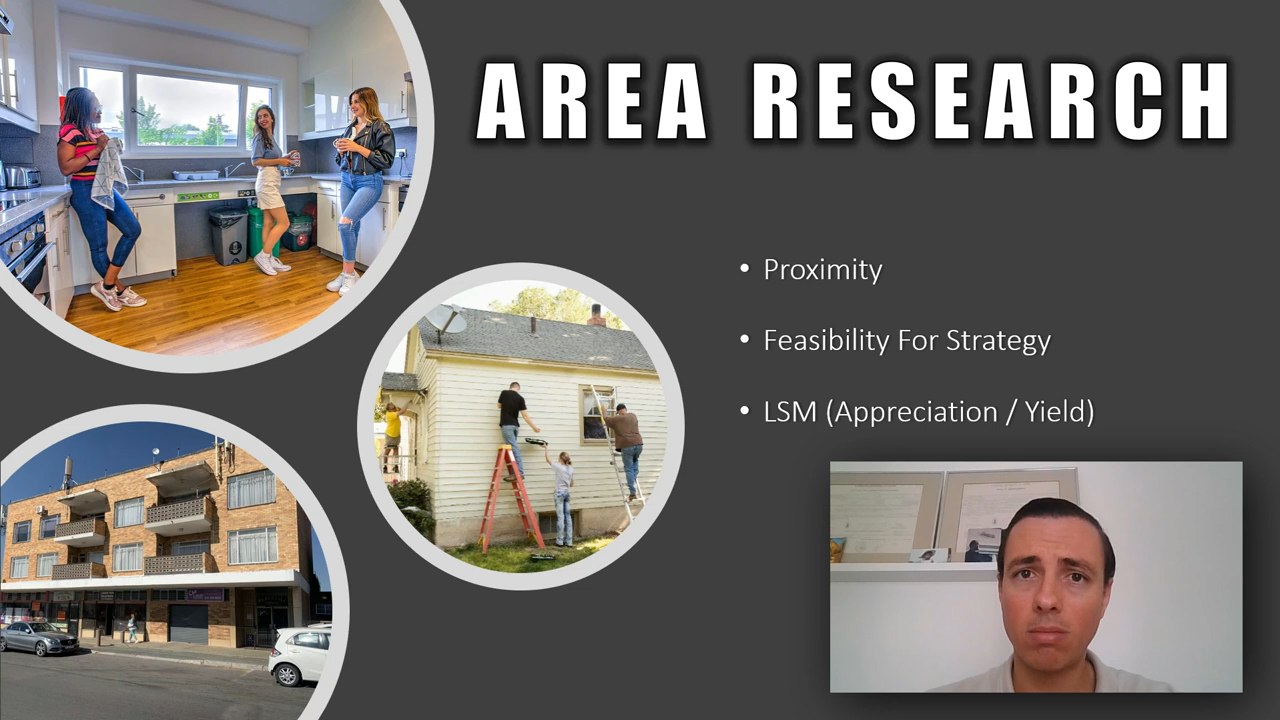 AREA RESEARCH
• Proximity
• Feasibility For Strategy
• LSM (Appreciation / Yield)